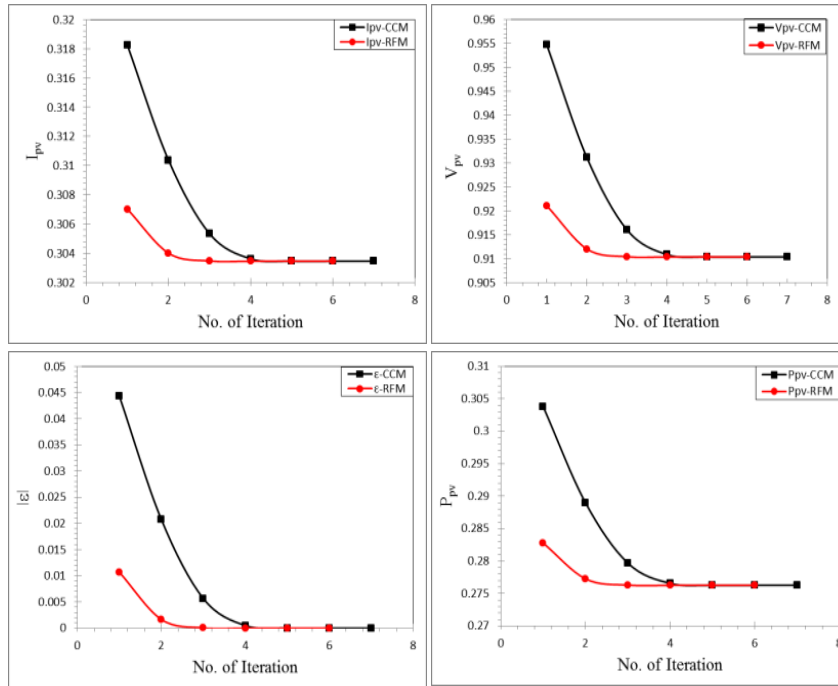 0.32
0.318
0.316
0.314
0.312
0.31
0.308
0.306
0.304
0.302
I_pv
Ipv-CCM
Ipv-RFM
0 2 4 6 8
No. of Iteration
0.96
0.955
0.95
0.945
0.94
0.935
0.93
0.925
0.92
0.915
0.91
0.905
V_pv
Vpv-CCM
Vpv-RFM
0 1 2 3 4 5 6 7 8
No. of Iteration
0.05
0.045
0.04
0.035
0.03
0.025
0.02
0.015
0.01
0.005
0
|ε|
ε-CCM
ε-RFM
0 2 4 6 8
No. of Iteration
0.31
0.305
0.3
0.295
0.29
0.285
0.28
0.275
0.27
P_pv
Ppv-CCM
Ppv-RFM
0 2 4 6 8
No. of Iteration